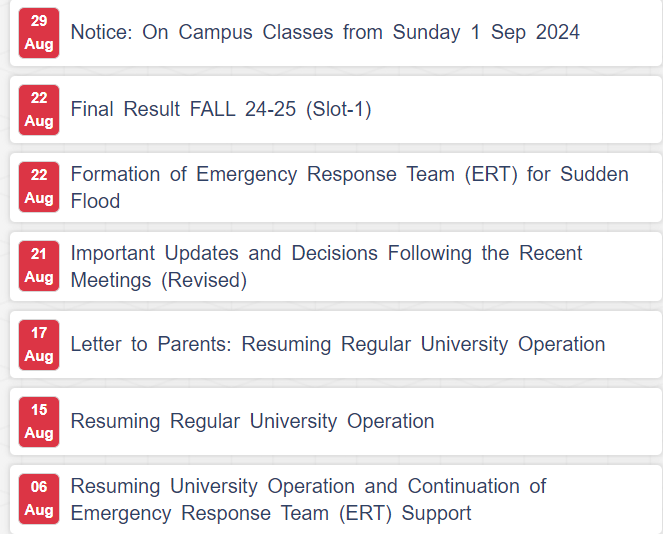 29
Aug
Notice: On Campus Classes from Sunday 1 Sep 2024
22
Aug
Final Result FALL 24-25 (Slot-1)
22
Aug
Formation of Emergency Response Team (ERT) for Sudden
Flood
21
Aug
Important Updates and Decisions Following the Recent
Meetings (Revised)
17
Aug
Letter to Parents: Resuming Regular University Operation
15
Aug
Resuming Regular University Operation
06
Aug
Resuming University Operation and Continuation of
Emergency Response Team (ERT) Support